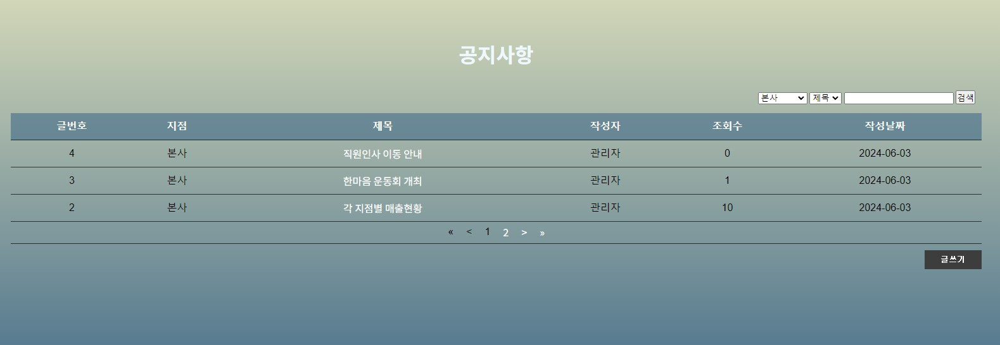 공지사항
본사 제목 검색
글번호 지점 제목 작성자 조회수 작성날짜
4 본사 직원인사 이동 안내 관리자 0 2024-06-03
3 본사 한마음 운동회 개최 관리자 1 2024-06-03
2 본사 각 지점별 매출현황 관리자 10 2024-06-03
« < 1 2 > »
글쓰기